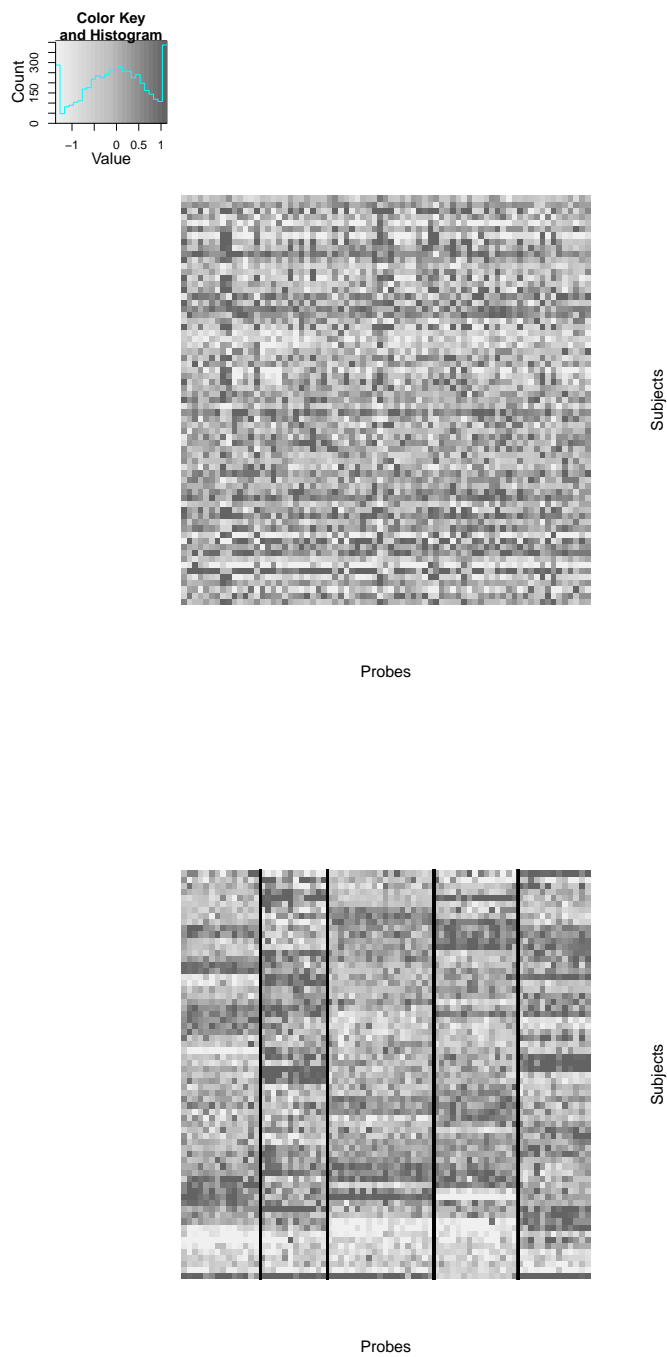 Color Key
and Histogram
Count
0 150 300
−1 0 0.5 1
Value
Subjects
Probes
Subjects
Probes